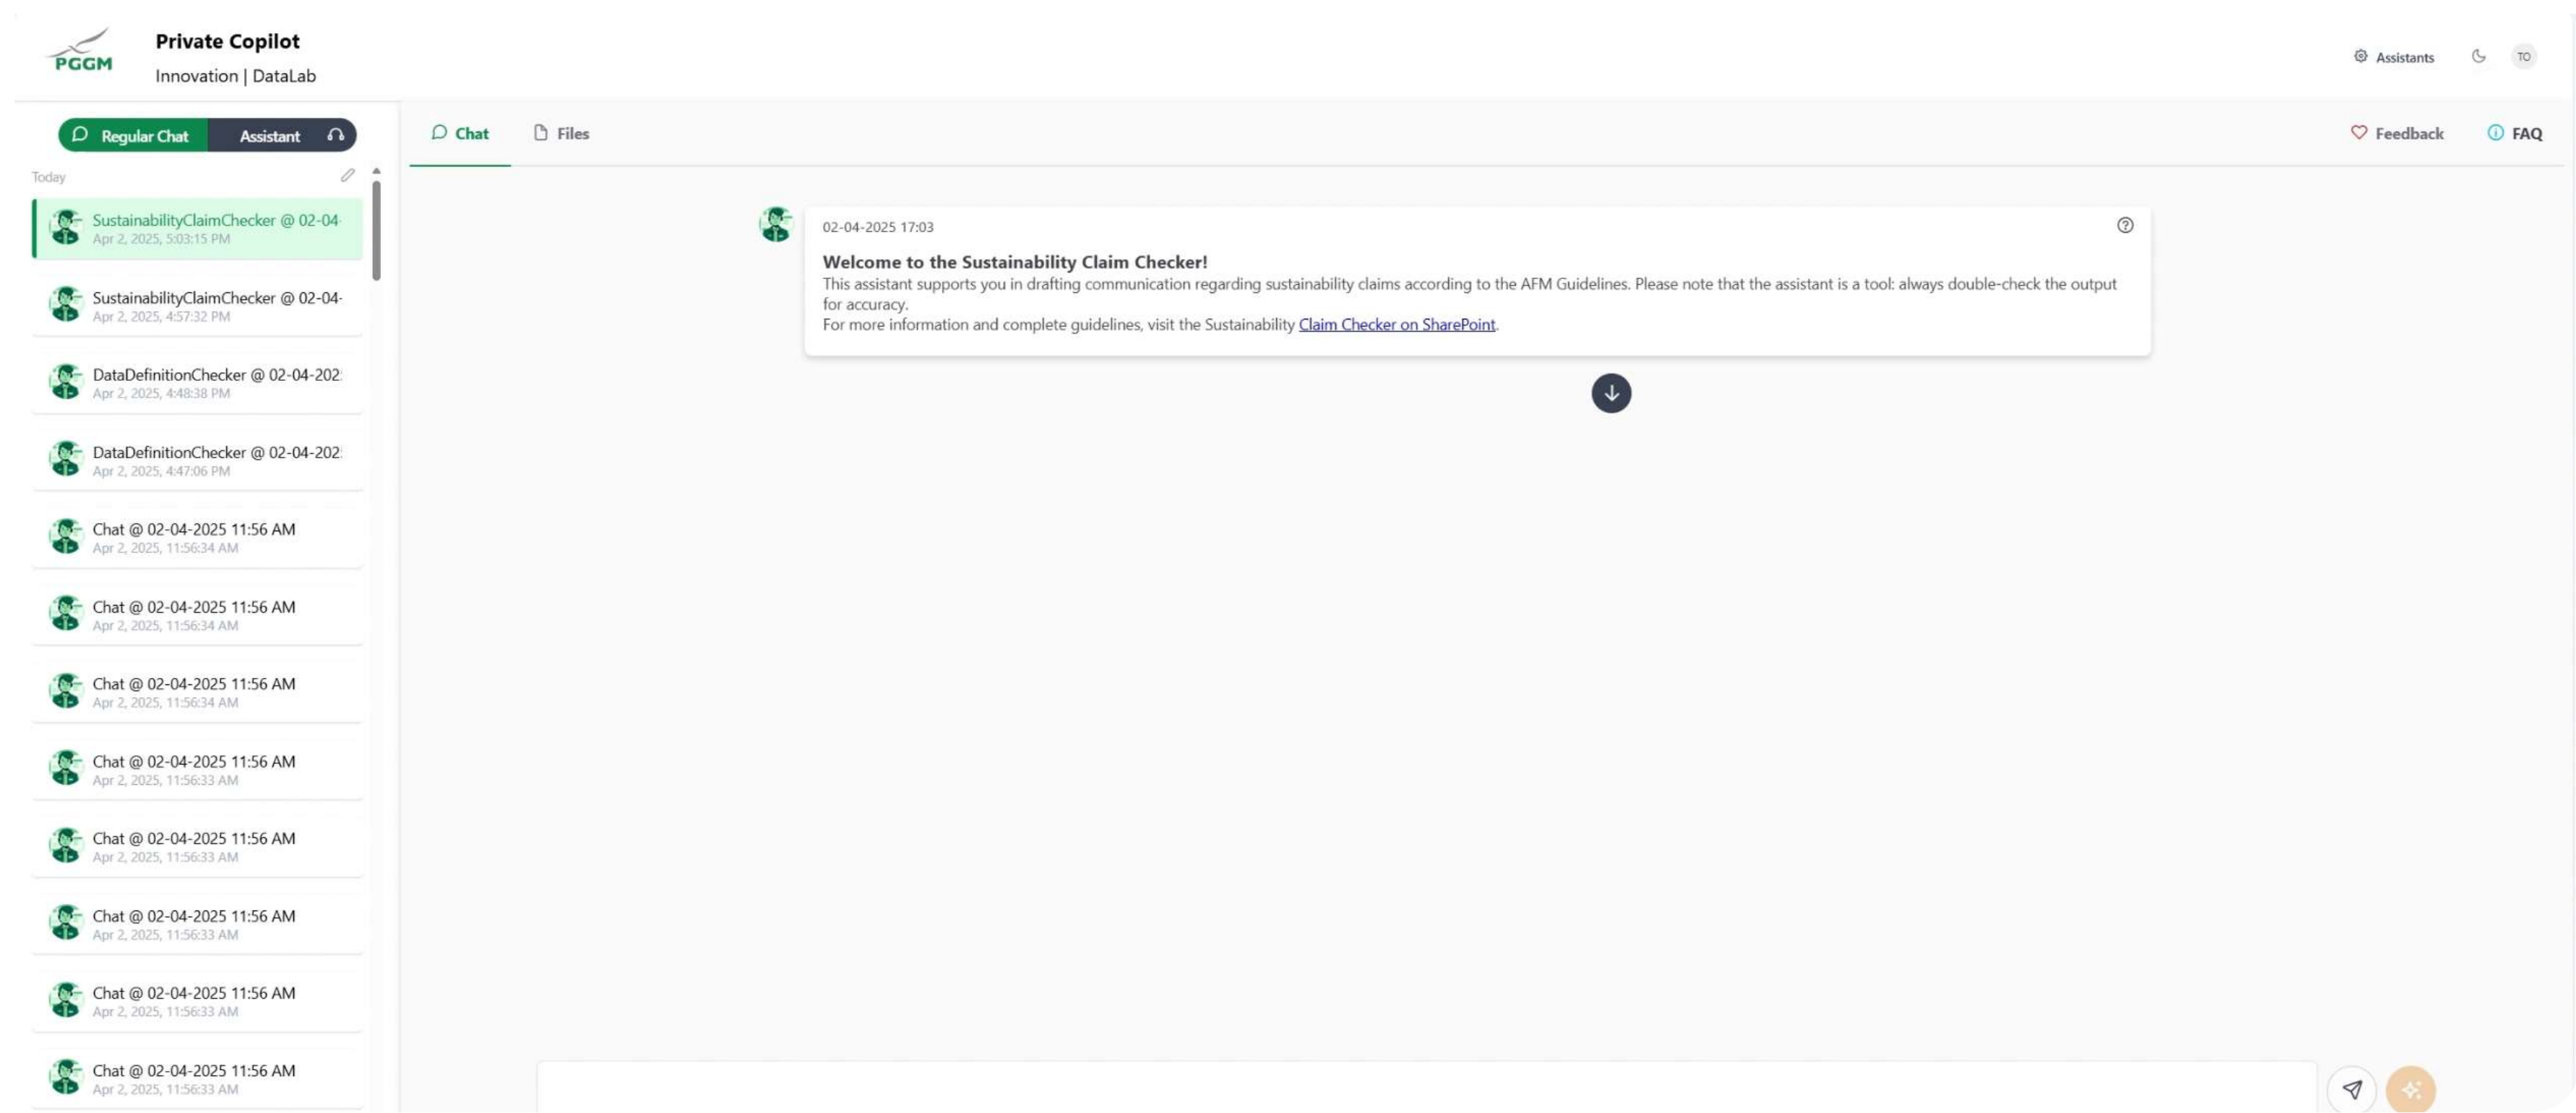 PGGM
Private Copilot
Innovation | DataLab
Assistants
TO
Regular Chat
Assistant
Chat
Files
Feedback
FAQ
Today
SustainabilityClaimChecker @ 02-04-
Apr 2, 2025, 5:03:15 PM
SustainabilityClaimChecker @ 02-04-
Apr 2, 2025, 4:57:32 PM
DataDefinitionChecker @ 02-04-202
Apr 2, 2025, 4:48:38 PM
DataDefinitionChecker @ 02-04-202
Apr 2, 2025, 4:47:06 PM
Chat @ 02-04-2025 11:56 AM
Apr 2, 2025, 11:56:34 AM
Chat @ 02-04-2025 11:56 AM
Apr 2, 2025, 11:56:34 AM
Chat @ 02-04-2025 11:56 AM
Apr 2, 2025, 11:56:34 AM
Chat @ 02-04-2025 11:56 AM
Apr 2, 2025, 11:56:33 AM
Chat @ 02-04-2025 11:56 AM
Apr 2, 2025, 11:56:33 AM
Chat @ 02-04-2025 11:56 AM
Apr 2, 2025, 11:56:33 AM
Chat @ 02-04-2025 11:56 AM
Apr 2, 2025, 11:56:33 AM
Chat @ 02-04-2025 11:56 AM
Apr 2, 2025, 11:56:33 AM
02-04-2025 17:03
Welcome to the Sustainability Claim Checker!
This assistant supports you in drafting communication regarding sustainability claims according to the AFM Guidelines. Please note that the assistant is a tool: always double-check the output
for accuracy.
For more information and complete guidelines, visit the Sustainability Claim Checker on SharePoint.